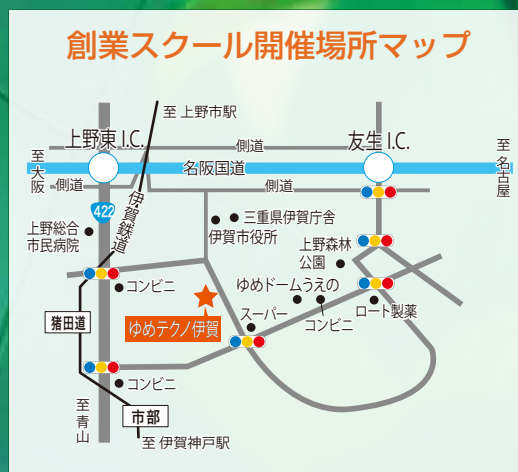 創業スクール開催場所マップ
至 上野市駅
上野東 I.C.
側道
友生 I.C.
至大阪
名阪国道
至名古屋
側道
側道
422
伊賀鉄道
上野総合
市民病院
三重県伊賀庁舎
伊賀市役所
上野森林
公園
コンビニ
ゆめドームうえの
猪田道
ゆめテクノ伊賀
スーパー
コンビニ
ロート製薬
コンビニ
至青山
市部
至 伊賀神戸駅